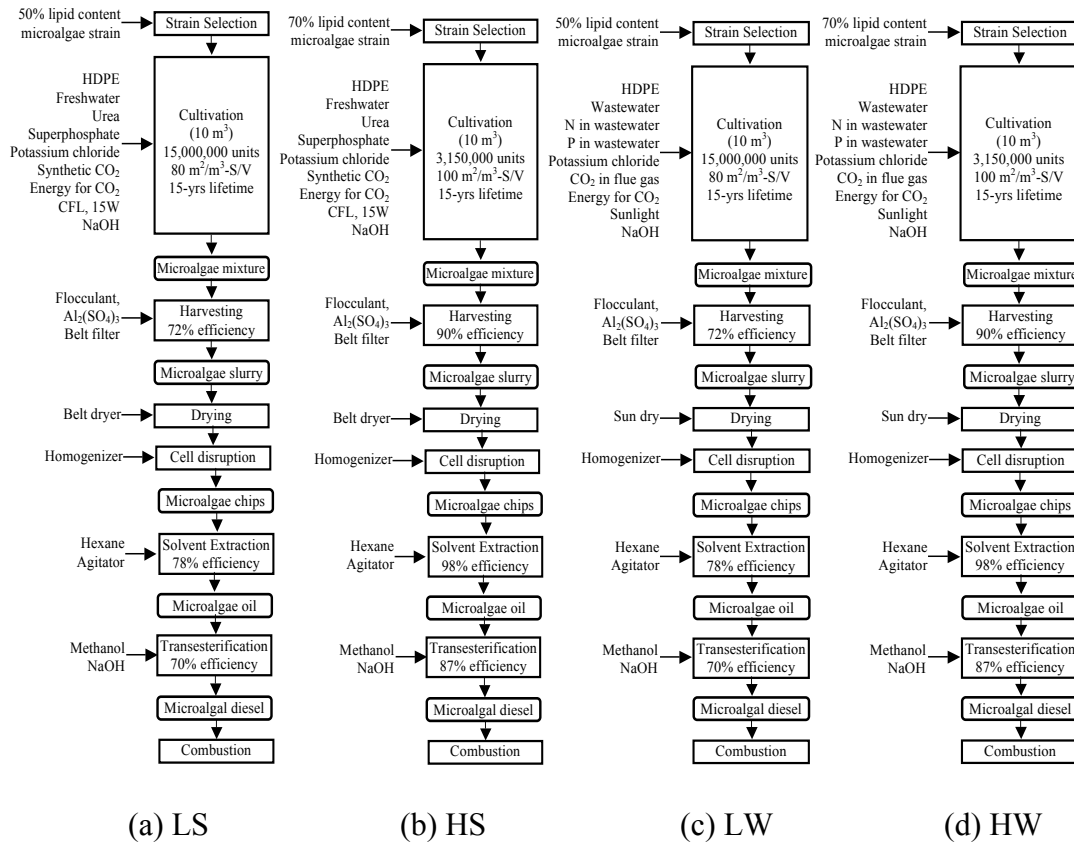 50% lipid content
microalgae strain
Strain Selection
HDPE
Freshwater
Urea
Superphosphate
Potassium chloride
Synthetic CO₂
Energy for CO₂
CFL, 15W
NaOH
Cultivation
(10 m³)
15,000,000 units
80 m²/m³-S/V
15-yrs lifetime
Microalgae mixture
Flocculant,
Al₂(SO₄)₃
Belt filter
Harvesting
72% efficiency
Microalgae slurry
Belt dryer
Drying
Homogenizer
Cell disruption
Microalgae chips
Hexane
Agitator
Solvent Extraction
78% efficiency
Microalgae oil
Methanol
NaOH
Transesterification
70% efficiency
Microalgal diesel
Combustion
(a) LS
70% lipid content
microalgae strain
Strain Selection
HDPE
Freshwater
Urea
Superphosphate
Potassium chloride
Synthetic CO₂
Energy for CO₂
CFL, 15W
NaOH
Cultivation
(10 m³)
3,150,000 units
100 m²/m³-S/V
15-yrs lifetime
Microalgae mixture
Flocculant,
Al₂(SO₄)₃
Belt filter
Harvesting
90% efficiency
Microalgae slurry
Belt dryer
Drying
Homogenizer
Cell disruption
Microalgae chips
Hexane
Agitator
Solvent Extraction
98% efficiency
Microalgae oil
Methanol
NaOH
Transesterification
87% efficiency
Microalgal diesel
Combustion
(b) HS
50% lipid content
microalgae strain
Strain Selection
HDPE
Wastewater
N in wastewater
P in wastewater
Potassium chloride
CO₂ in flue gas
Energy for CO₂
Sunlight
NaOH
Cultivation
(10 m³)
15,000,000 units
80 m²/m³-S/V
15-yrs lifetime
Microalgae mixture
Flocculant,
Al₂(SO₄)₃
Belt filter
Harvesting
72% efficiency
Microalgae slurry
Sun dry
Drying
Homogenizer
Cell disruption
Microalgae chips
Hexane
Agitator
Solvent Extraction
78% efficiency
Microalgae oil
Methanol
NaOH
Transesterification
70% efficiency
Microalgal diesel
Combustion
(c) LW
70% lipid content
microalgae strain
Strain Selection
HDPE
Wastewater
N in wastewater
P in wastewater
Potassium chloride
CO₂ in flue gas
Energy for CO₂
Sunlight
NaOH
Cultivation
(10 m³)
3,150,000 units
100 m²/m³-S/V
15-yrs lifetime
Microalgae mixture
Flocculant,
Al₂(SO₄)₃
Belt filter
Harvesting
90% efficiency
Microalgae slurry
Sun dry
Drying
Homogenizer
Cell disruption
Microalgae chips
Hexane
Agitator
Solvent Extraction
98% efficiency
Microalgae oil
Methanol
NaOH
Transesterification
87% efficiency
Microalgal diesel
Combustion
(d) HW